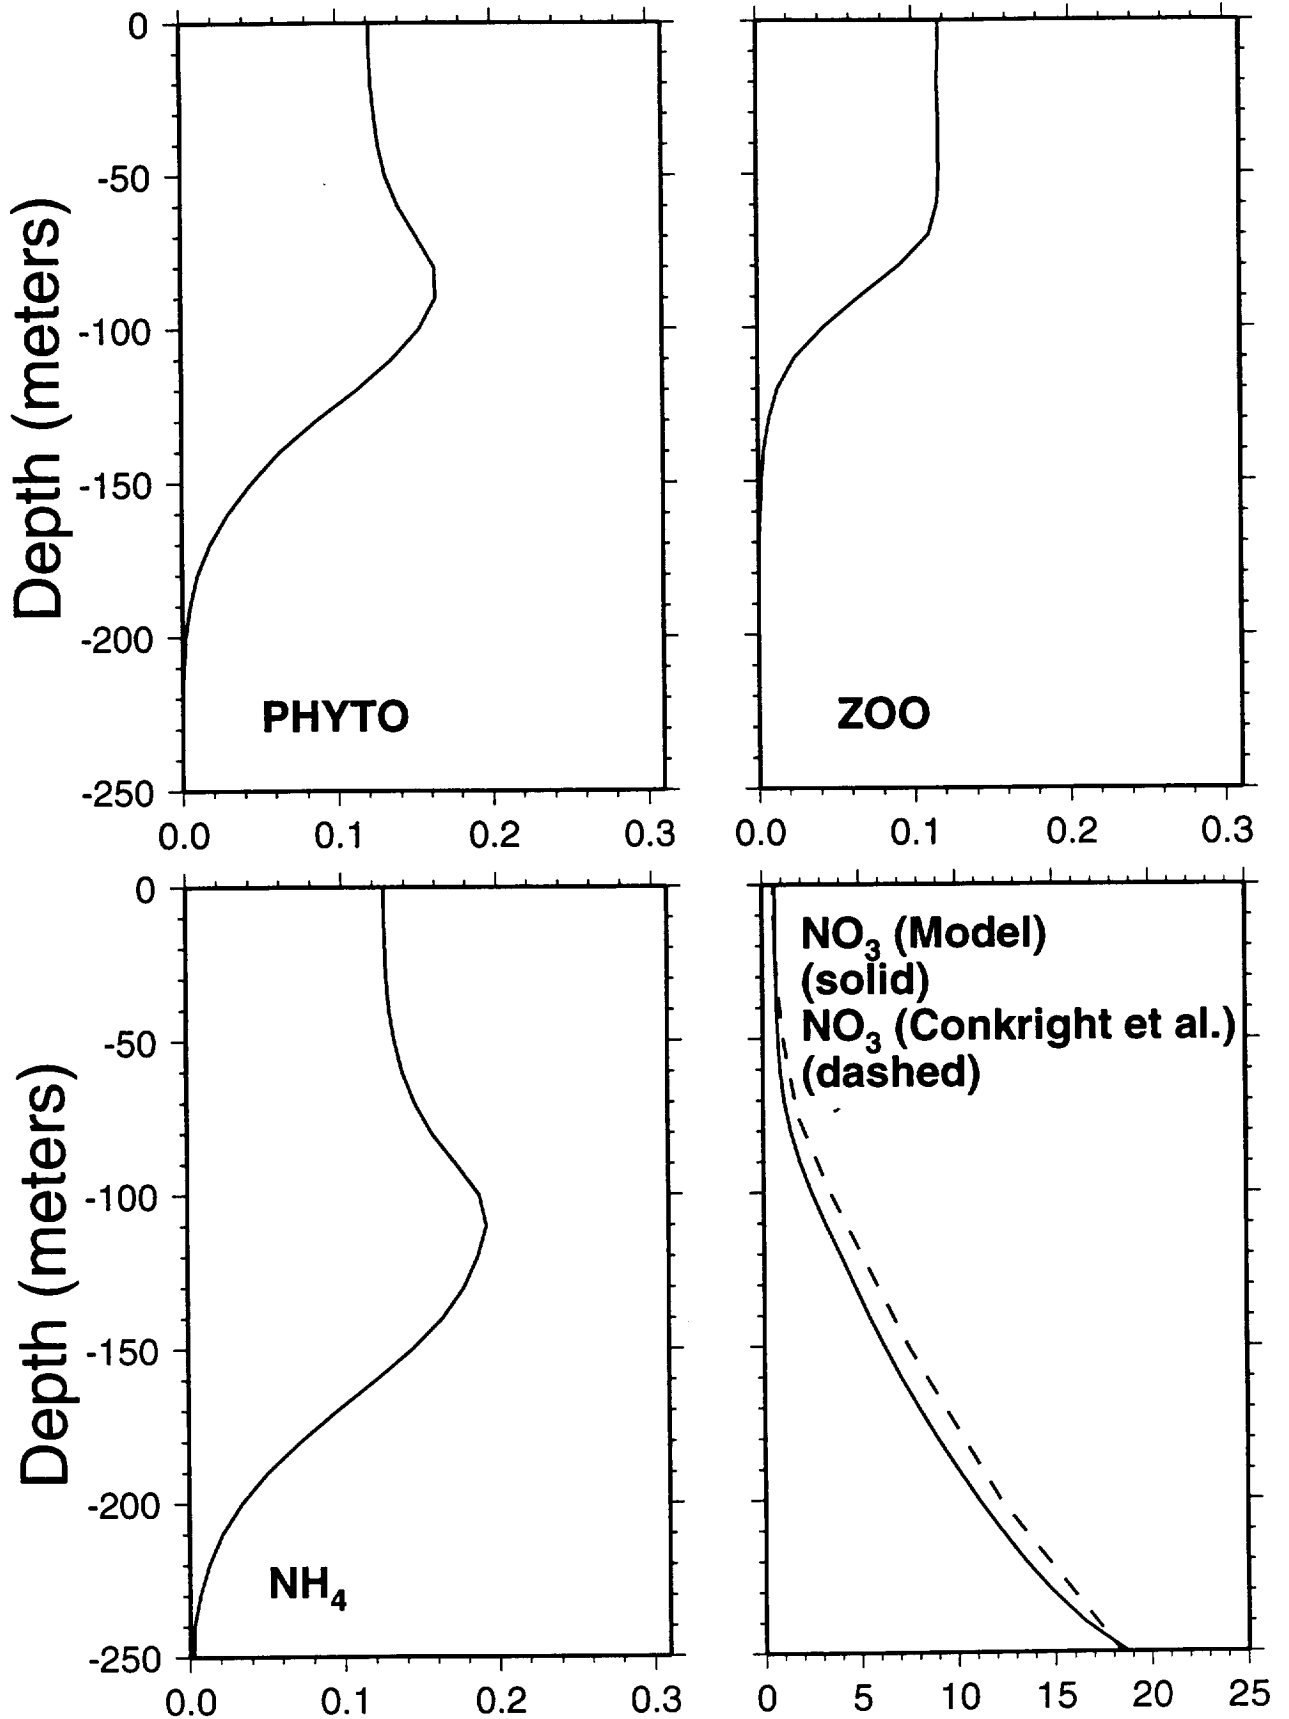 0
-50
-100
-150
-200
-250
Depth (meters)
PHYTO
0.0 0.1 0.2 0.3
ZOO
0.0 0.1 0.2 0.3
0
-50
-100
-150
-200
-250
Depth (meters)
NH4
0.0 0.1 0.2 0.3
NO3 (Model)
(solid)
NO3 (Conkright et al.)
(dashed)
0 5 10 15 20 25